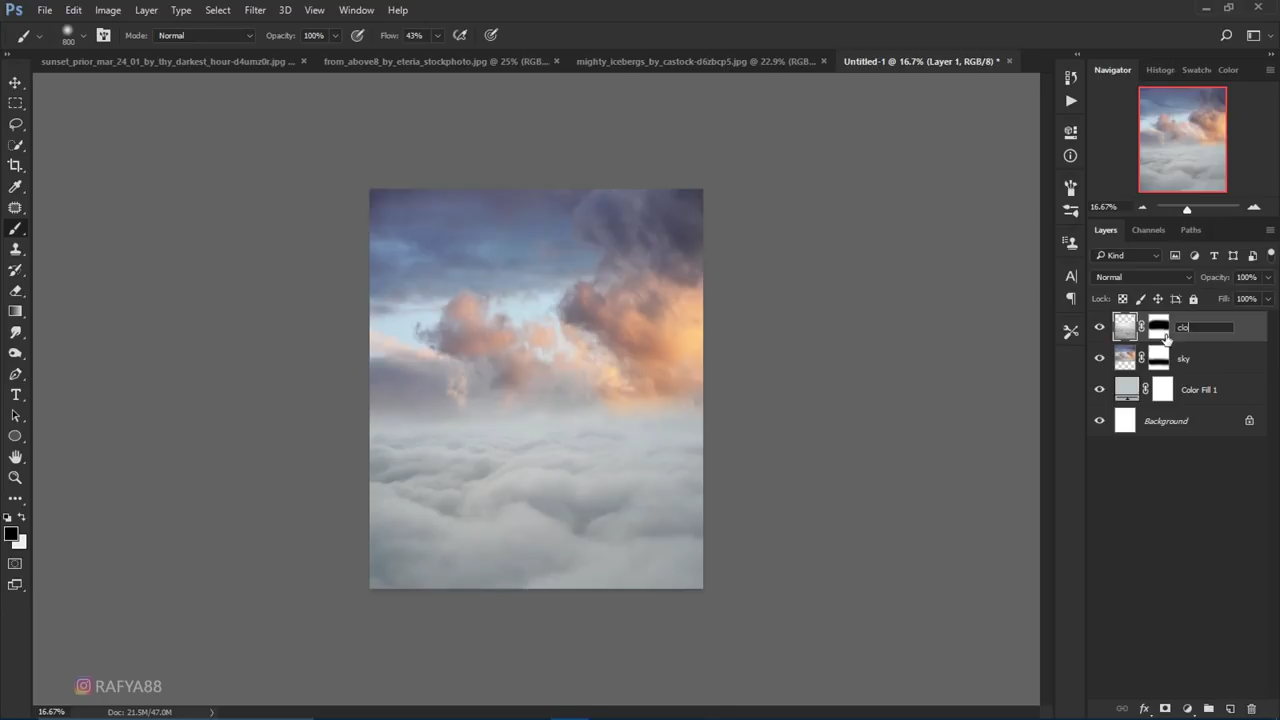 Ps File Edit Image Layer Type Select Filter 3D View Window Help
800 Mode: Normal Opacity: 100% Flow: 43%
sunset_prior_mar_24_01_by_thy_darkest_hour-d4umz0r.jpg ... × from_above8_by_eteria_stockphoto.jpg @ 25% (RGB... × mighty_icebergs_by_castock-d6zbcp5.jpg @ 22.9% (RGB... × Untitled-1 @ 16.7% (Layer 1, RGB/8) * ×
Navigator Histogr Swatch Color
16.67%
Layers Channels Paths
Kind
Normal Opacity: 100%
Lock: Fill: 100%
clo
sky
Color Fill 1
Background
RAFYA88
16.67% Doc: 21.5M/47.0M